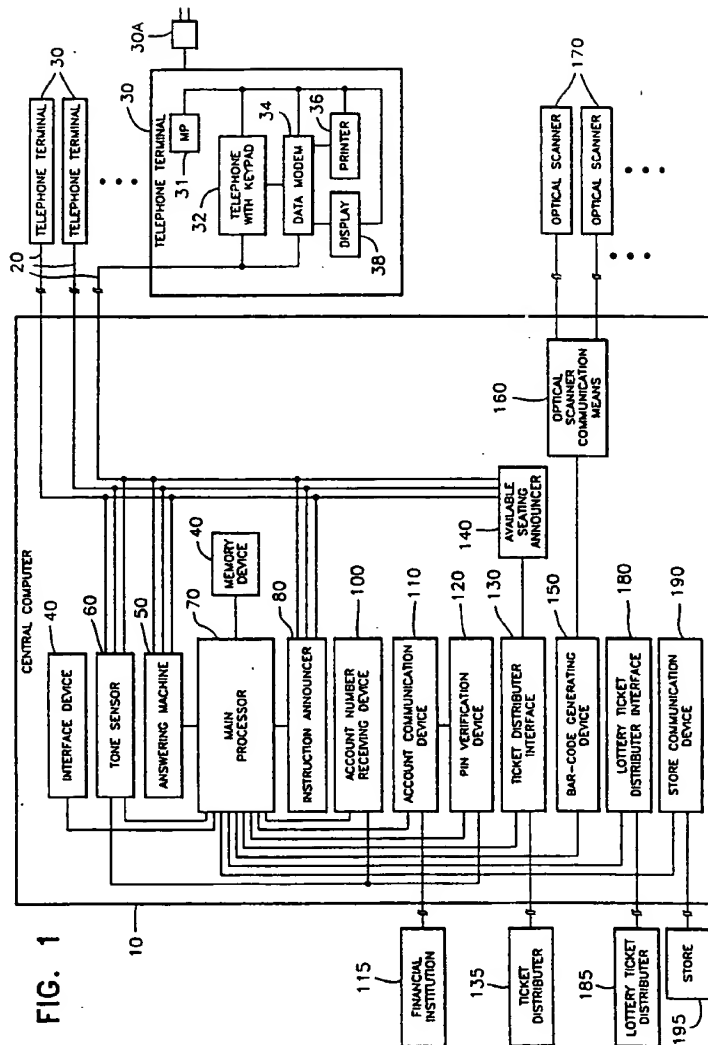 FIG. 1
10
CENTRAL COMPUTER
40
INTERFACE DEVICE
60
TONE SENSOR
50
ANSWERING MACHINE
70
MAIN
PROCESSOR
40
MEMORY
DEVICE
80
INSTRUCTION ANNOUNCER
100
ACCOUNT NUMBER
RECEIVING DEVICE
110
ACCOUNT COMMUNICATION
DEVICE
120
PIN VERIFICATION
DEVICE
130
TICKET DISTRIBUTER
INTERFACE
140
AVAILABLE
SEATING
ANNOUNCER
150
BAR-CODE GENERATING
DEVICE
160
OPTICAL
SCANNER
COMMUNICATION
MEANS
180
LOTTERY TICKET
DISTRIBUTER INTERFACE
190
STORE COMMUNICATION
DEVICE
115
FINANCIAL
INSTITUTION
135
TICKET
DISTRIBUTER
185
LOTTERY TICKET
DISTRIBUTER
195
STORE
20
TELEPHONE TERMINAL
TELEPHONE TERMINAL
30
30
30A
TELEPHONE TERMINAL
MP
31
32
TELEPHONE
WITH KEYPAD
34
DATA MODEM
36
PRINTER
38
DISPLAY
170
OPTICAL SCANNER
OPTICAL SCANNER